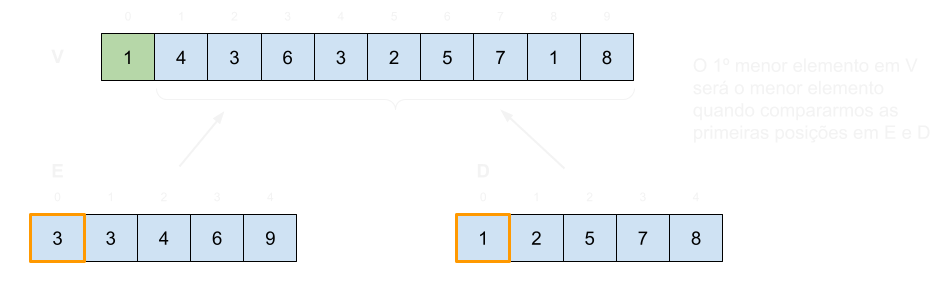 0 1 2 3 4 5 6 7 8 9
V 1 4 3 6 3 2 5 7 1 8
O 1º menor elemento em V
será o menor elemento
quando compararmos as
primeiras posições em E e D
E
0 1 2 3 4
3 3 4 6 9
D
0 1 2 3 4
1 2 5 7 8